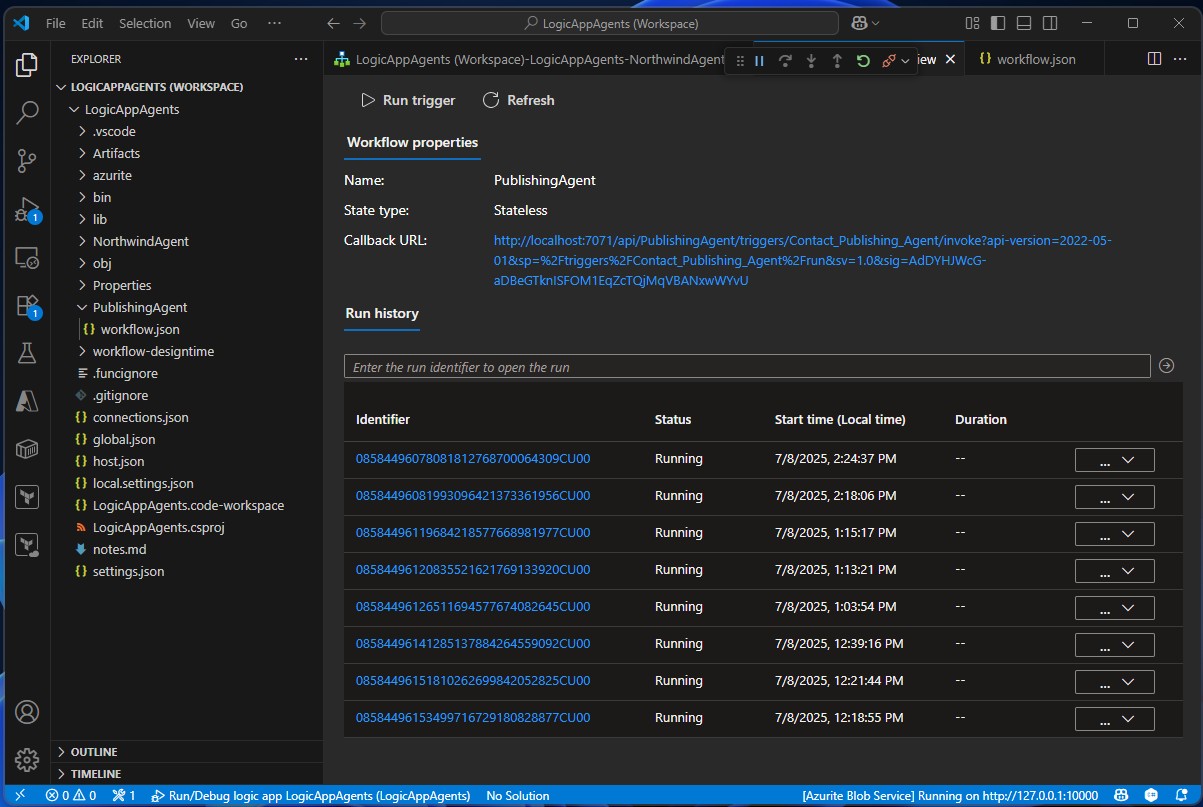 File Edit Selection View Go ··· LogicAppAgents (Workspace)
EXPLORER ···
LOGICAPPAGENTS (WORKSPACE)
LogicAppAgents
.vscode
Artifacts
azurite
bin
lib
NorthwindAgent
obj
Properties
PublishingAgent
{} workflow.json
workflow-designtime
.funcignore
.gitignore
{} connections.json
{} global.json
{} host.json
{} local.settings.json
{} LogicAppAgents.code-workspace
LogicAppAgents.csproj
notes.md
{} settings.json
OUTLINE
TIMELINE
1
1
LogicAppAgents (Workspace)-LogicAppAgents-NorthwindAgent iew {} workflow.json ···
Run trigger Refresh
Workflow properties
Name: PublishingAgent
State type: Stateless
Callback URL: http://localhost:7071/api/PublishingAgent/triggers/Contact_Publishing_Agent/invoke?api-version=2022-05-
01&sp=%2Ftriggers%2FContact_Publishing_Agent%2Frun&sv=1.0&sig=AdDYHJWcG-
aDBeGTknISFOM1EqZcTQjMqVBANxwWYvU
Run history
Enter the run identifier to open the run
Identifier Status Start time (Local time) Duration
08584496078081812768700064309CU00 Running 7/8/2025, 2:24:37 PM -- ...
08584496081993096421373361956CU00 Running 7/8/2025, 2:18:06 PM -- ...
08584496119684218577668981977CU00 Running 7/8/2025, 1:15:17 PM -- ...
08584496120835521621769133920CU00 Running 7/8/2025, 1:13:21 PM -- ...
08584496126511694577674082645CU00 Running 7/8/2025, 1:03:54 PM -- ...
08584496141285137884264559092CU00 Running 7/8/2025, 12:39:16 PM -- ...
08584496151810262699842052825CU00 Running 7/8/2025, 12:21:44 PM -- ...
08584496153499716729180828877CU00 Running 7/8/2025, 12:18:55 PM -- ...
0 0 1 Run/Debug logic app LogicAppAgents (LogicAppAgents) No Solution [Azurite Blob Service] Running on http://127.0.0.1:10000